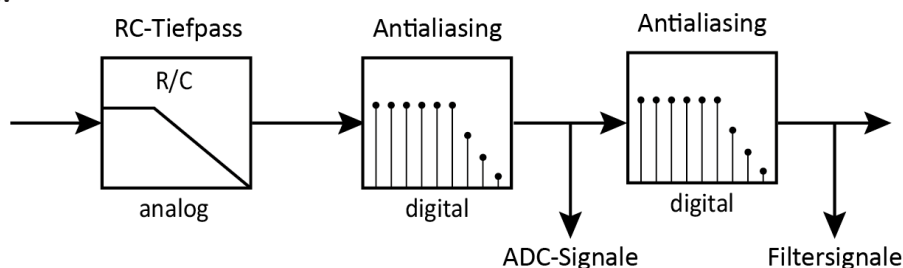 RC-Tiefpass
Antialiasing
Antialiasing
R/C
analog
digital
digital
ADC-Signale
Filtersignale